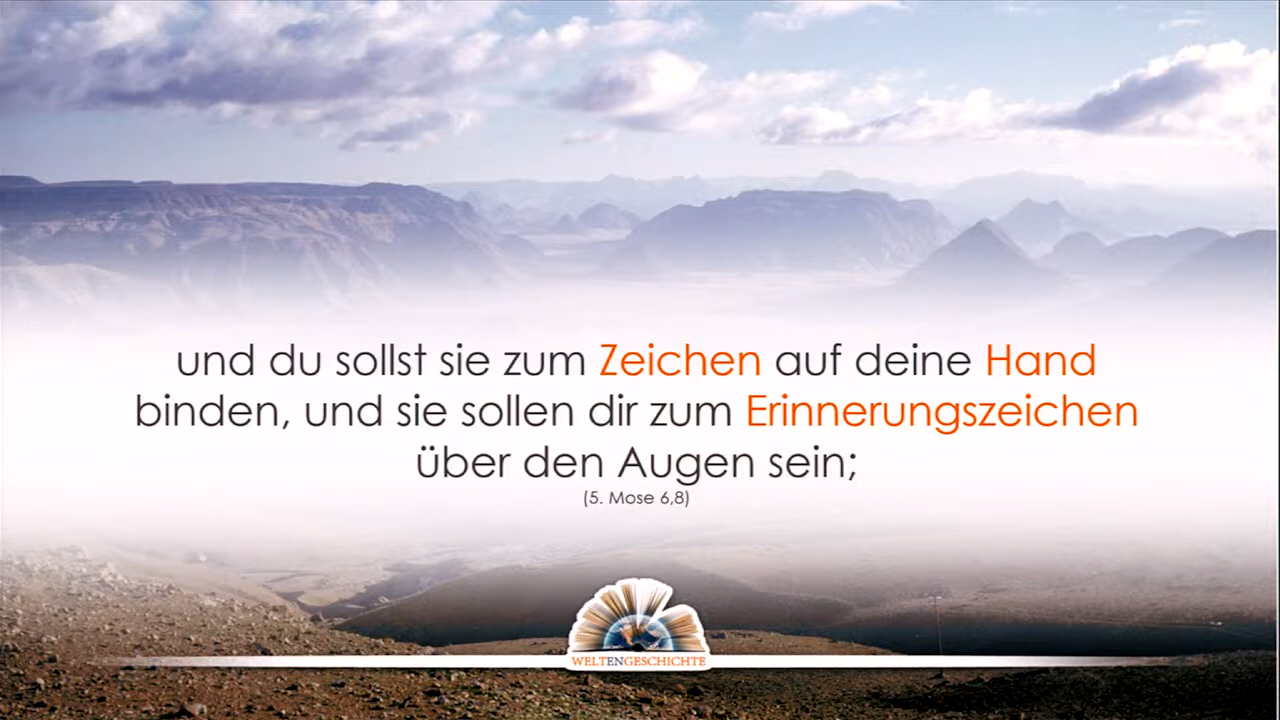 und du sollst sie zum Zeichen auf deine Hand
binden, und sie sollen dir zum Erinnerungszeichen
über den Augen sein;
(5. Mose 6,8)
WELTENGESCHICHTE